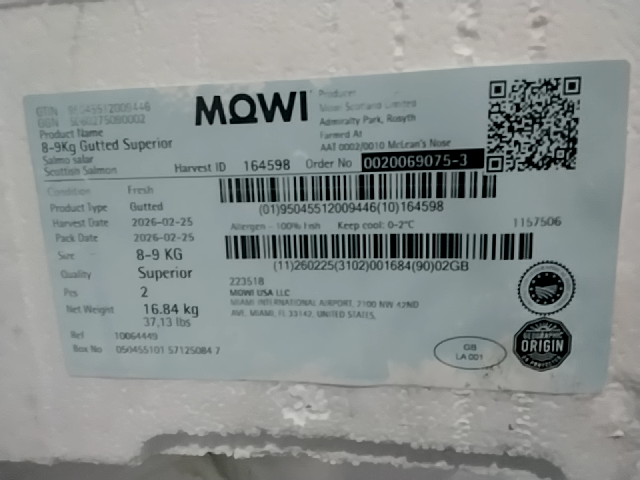 MOWI
GTIN
GGN
Product Name
8-9Kg Gutted Superior
Salmo salar
Scottish Salmon
Harvest ID 164598 Order No 0020069075-3
Producer
Mowi Scotland Limited
Admiralty Park, Rosyth
Farmed At
AAT 0002/0010 McLean's Nose
Condition Fresh
Product Type Gutted
Harvest Date 2026-02-25
Pack Date 2026-02-25
Size 8-9 KG
Quality Superior
Pcs 2
Net Weight 16.84 kg
37,13 lbs
Ref 10064449
Box No 050455101 57125084 7
(01)95045512009446(10)164598
Allergen - 100% Fish Keep cool: 0-2°C 1157506
(11)260225(3102)001684(90)02GB
223518
MOWI USA LLC
MIAMI INTERNATIONAL AIRPORT, 2100 NW 42ND
AVE, MIAMI, FL 33142, UNITED STATES,
GB
LA 001
GEOGRAPHIC
ORIGIN